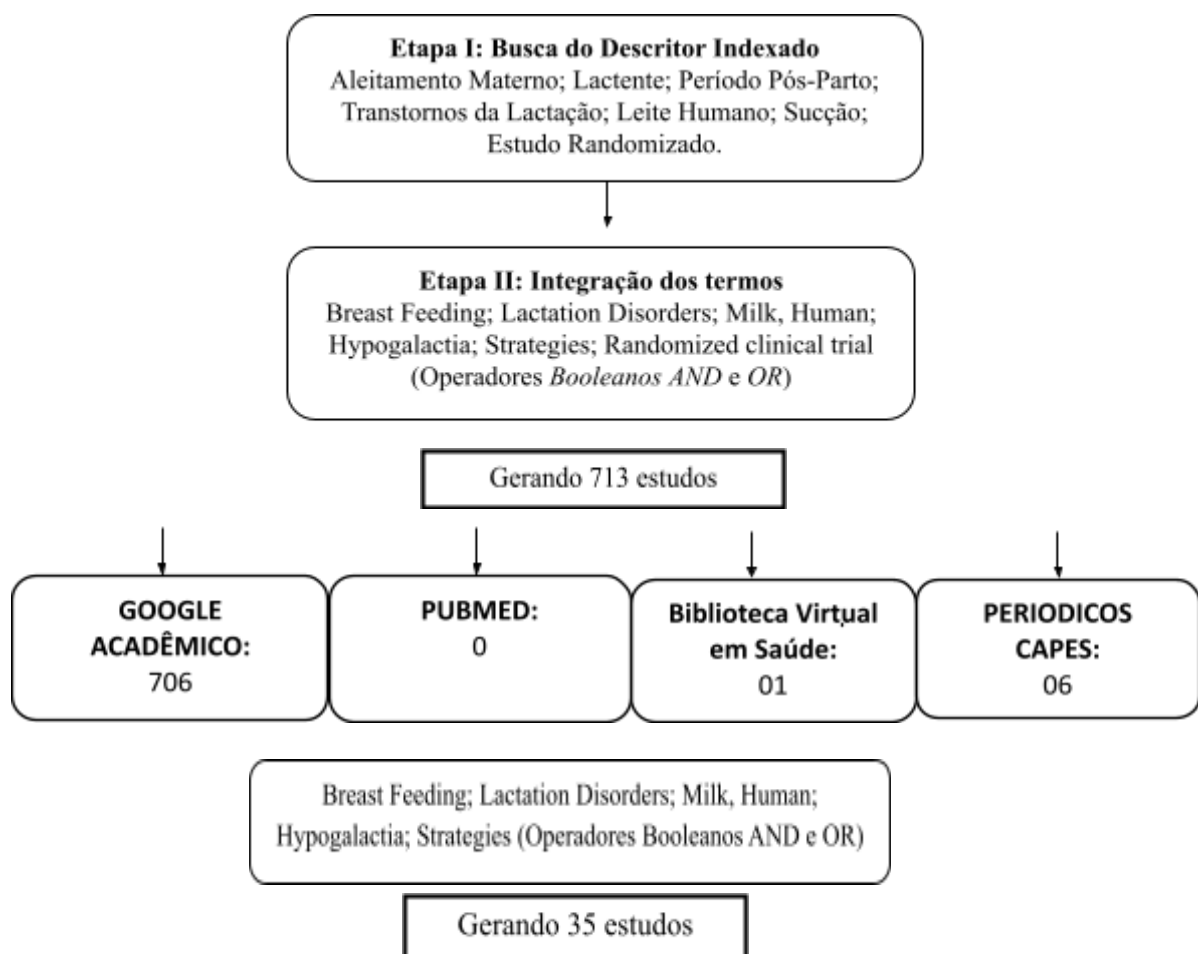 Etapa I: Busca do Descritor Indexado
Aleitamento Materno; Lactente; Período Pós-Parto;
Transtornos da Lactação; Leite Humano; Sucção;
Estudo Randomizado.
Etapa II: Integração dos termos
Breast Feeding; Lactation Disorders; Milk, Human;
Hypogalactia; Strategies; Randomized clinical trial
(Operadores Booleanos AND e OR)
Gerando 713 estudos
GOOGLE
ACADÊMICO:
706
PUBMED:
0
Biblioteca Virtual
em Saúde:
01
PERIODICOS
CAPES:
06
Breast Feeding; Lactation Disorders; Milk, Human;
Hypogalactia; Strategies (Operadores Booleanos AND e OR)
Gerando 35 estudos